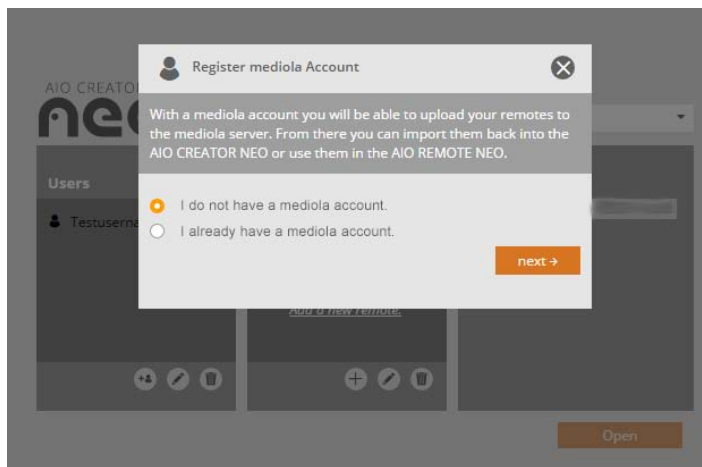 Register mediola Account
AIO CREATO
ne
With a mediola account you will be able to upload your remotes to
the mediola server. From there you can import them back into the
AIO CREATOR NEO or use them in the AIO REMOTE NEO.
Users
Testuserna
I do not have a mediola account.
I already have a mediola account.
next →
Add a new remote.
Open